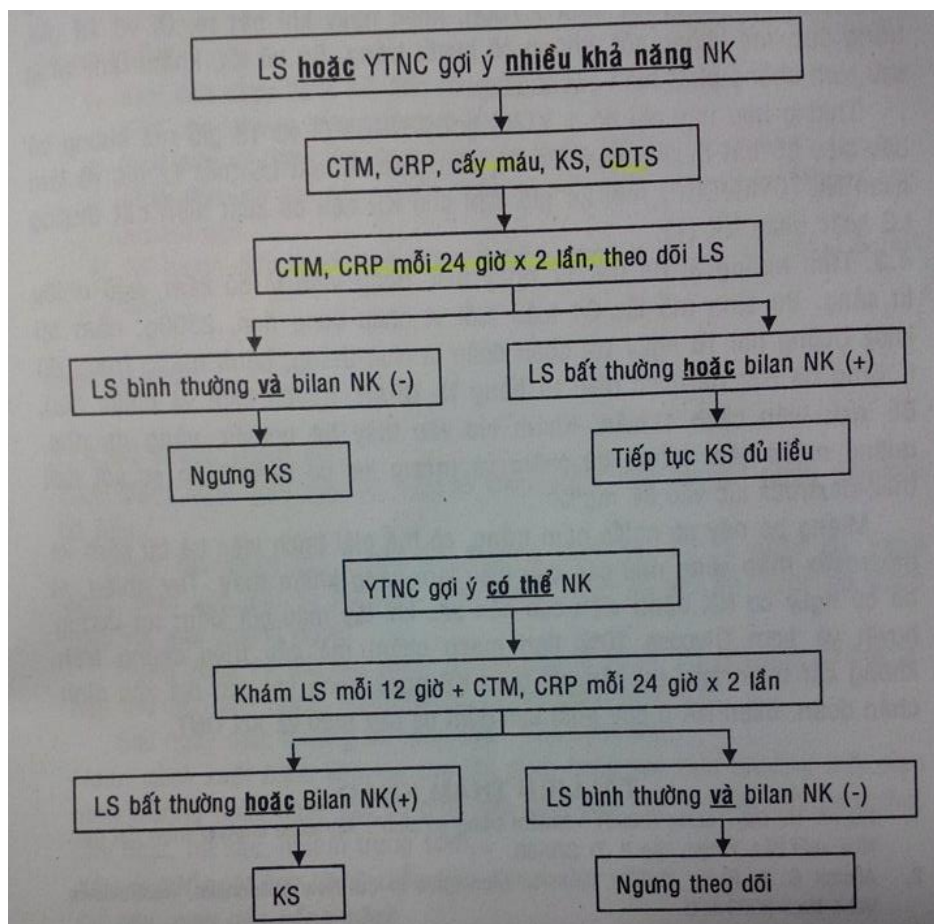 LS hoặc YTNC gợi ý nhiều khả năng NK
CTM, CRP, cấy máu, KS, CDTS
CTM, CRP mỗi 24 giờ x 2 lần, theo dõi LS
LS bình thường và bilan NK (-)
LS bất thường hoặc bilan NK (+)
Ngưng KS
Tiếp tục KS đủ liều
YTNC gợi ý có thể NK
Khám LS mỗi 12 giờ + CTM, CRP mỗi 24 giờ x 2 lần
LS bất thường hoặc Bilan NK(+)
LS bình thường và bilan NK (-)
KS
Ngưng theo dõi